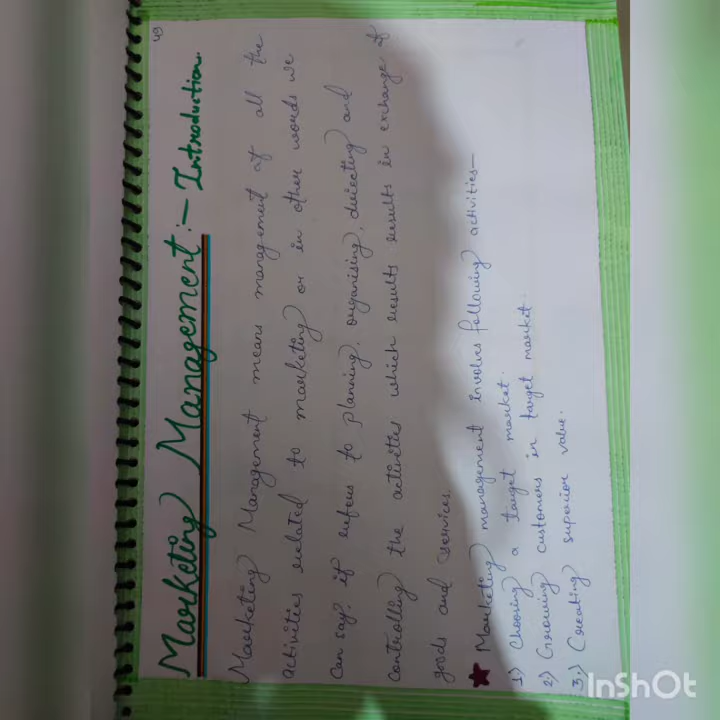 49
Marketing Management :- Introduction.
Marketing Management means management of all the
activities related to marketing or in other words we
can say. if refers to planning, organising, directing and
controlling the activities which results results in exchange of
goods and services.
★ Marketing management involves following activities—
1) Choosing a target market.
2) Growing customers in target market.
3.) Creating superior value.
InShOt